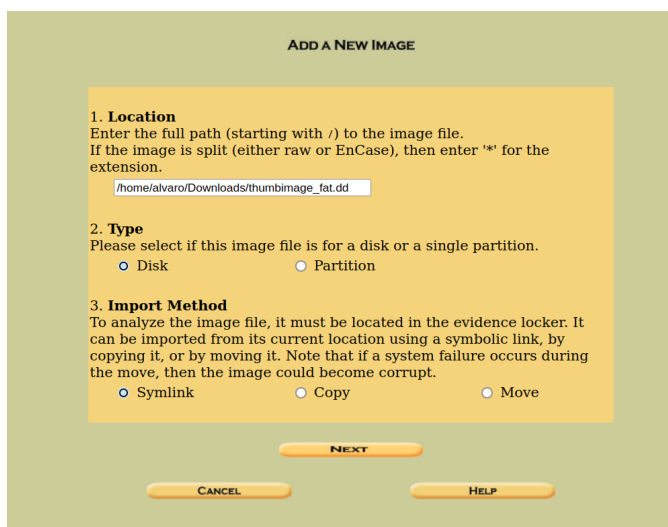 ADD A NEW IMAGE
1. Location
Enter the full path (starting with /) to the image file.
If the image is split (either raw or EnCase), then enter '*' for the
extension.
/home/alvaro/Downloads/thumbimage_fat.dd
2. Type
Please select if this image file is for a disk or a single partition.
Disk Partition
3. Import Method
To analyze the image file, it must be located in the evidence locker. It
can be imported from its current location using a symbolic link, by
copying it, or by moving it. Note that if a system failure occurs during
the move, then the image could become corrupt.
Symlink Copy Move
NEXT
CANCEL HELP